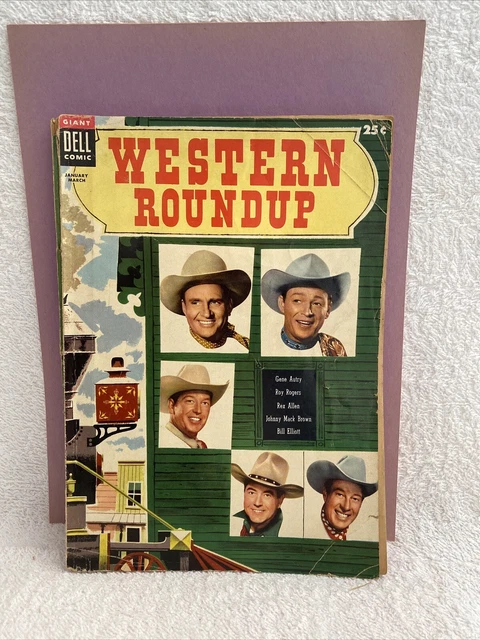 GIANT
DELL
COMIC
JANUARY
MARCH
25¢
WESTERN
ROUNDUP
Gene Autry
Roy Rogers
Rex Allen
Johnny Mack Brown
Bill Elliott